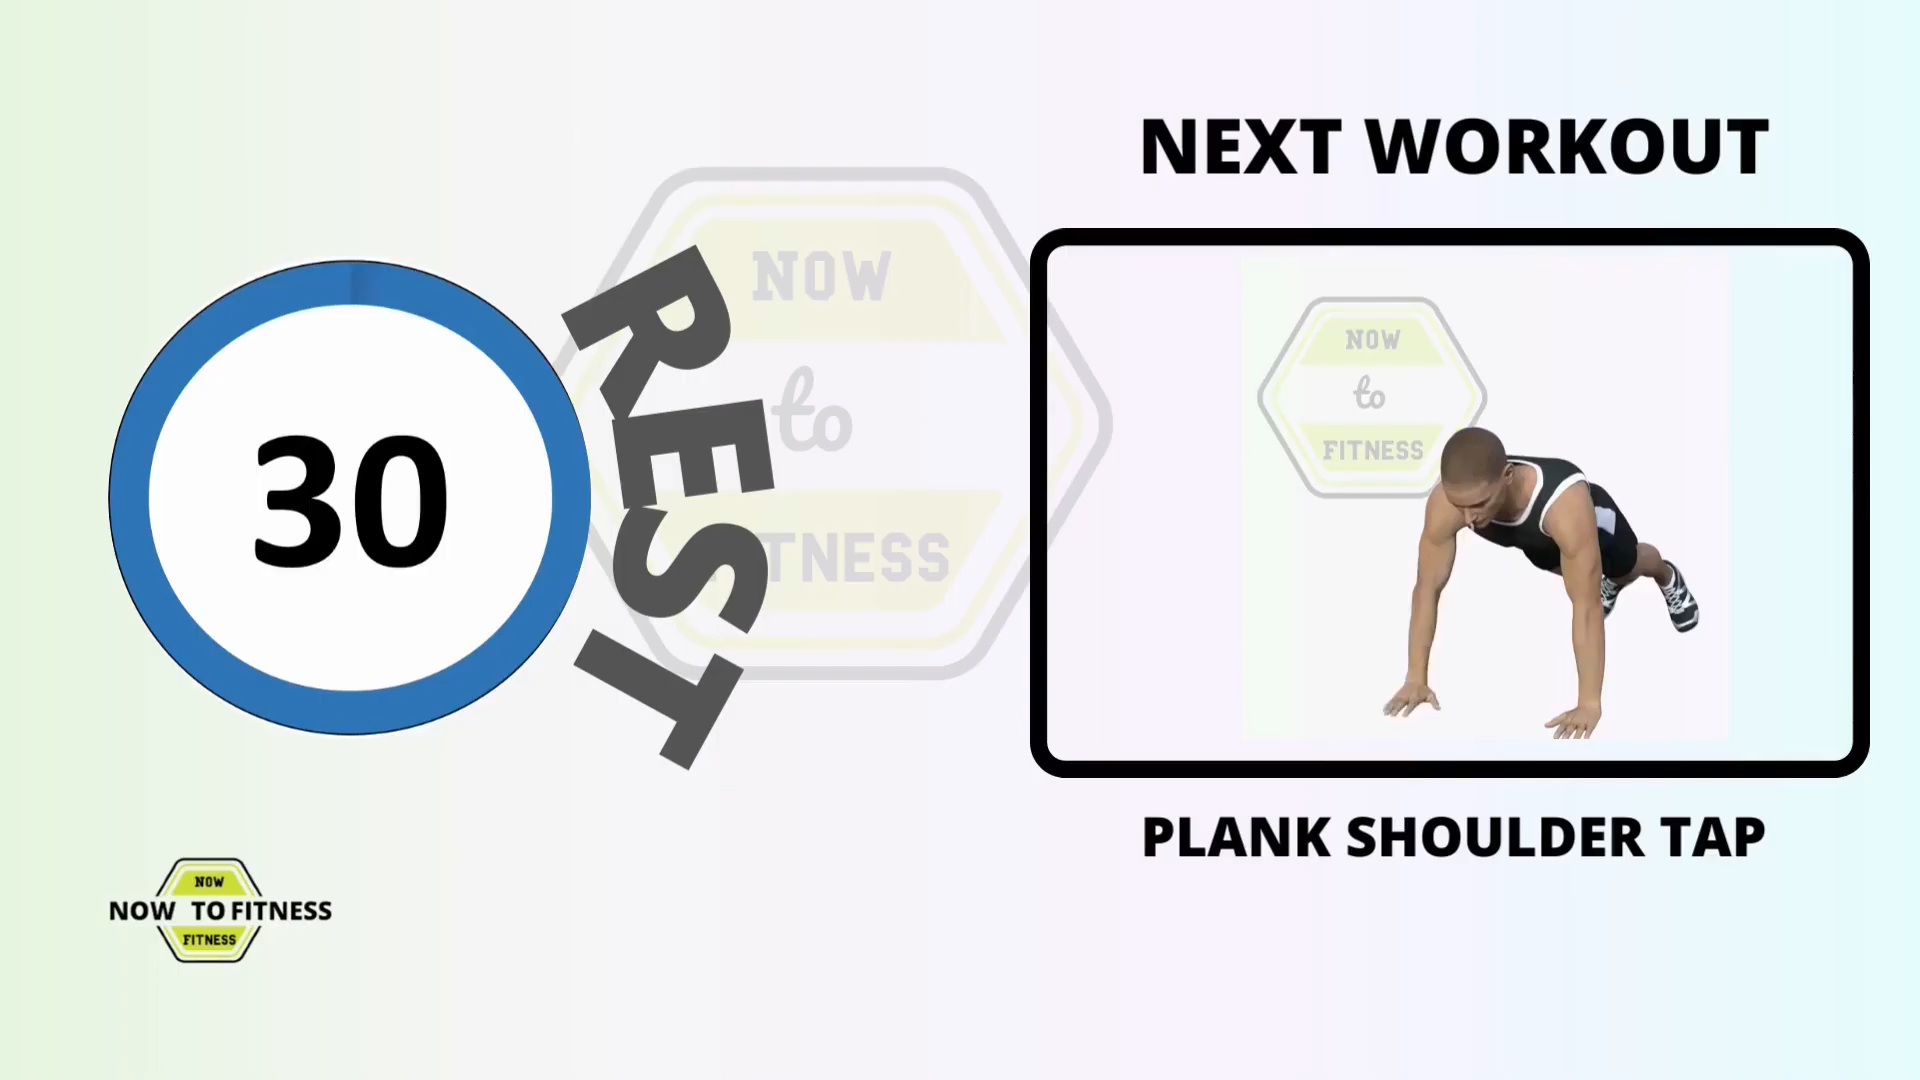 NEXT WORKOUT
30
REST
NOW
to
FITNESS
NOW
to
FITNESS
PLANK SHOULDER TAP
NOW
NOW TO FITNESS
FITNESS